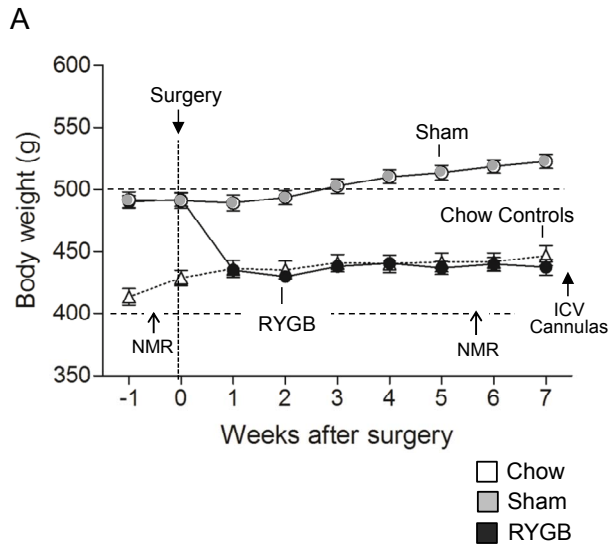 A
600
Surgery
550
Sham
500
Chow Controls
450
RYGB
ICV
Cannulas
400
NMR
NMR
350
Body weight (g)
-1 0 1 2 3 4 5 6 7
Weeks after surgery
Chow
Sham
RYGB